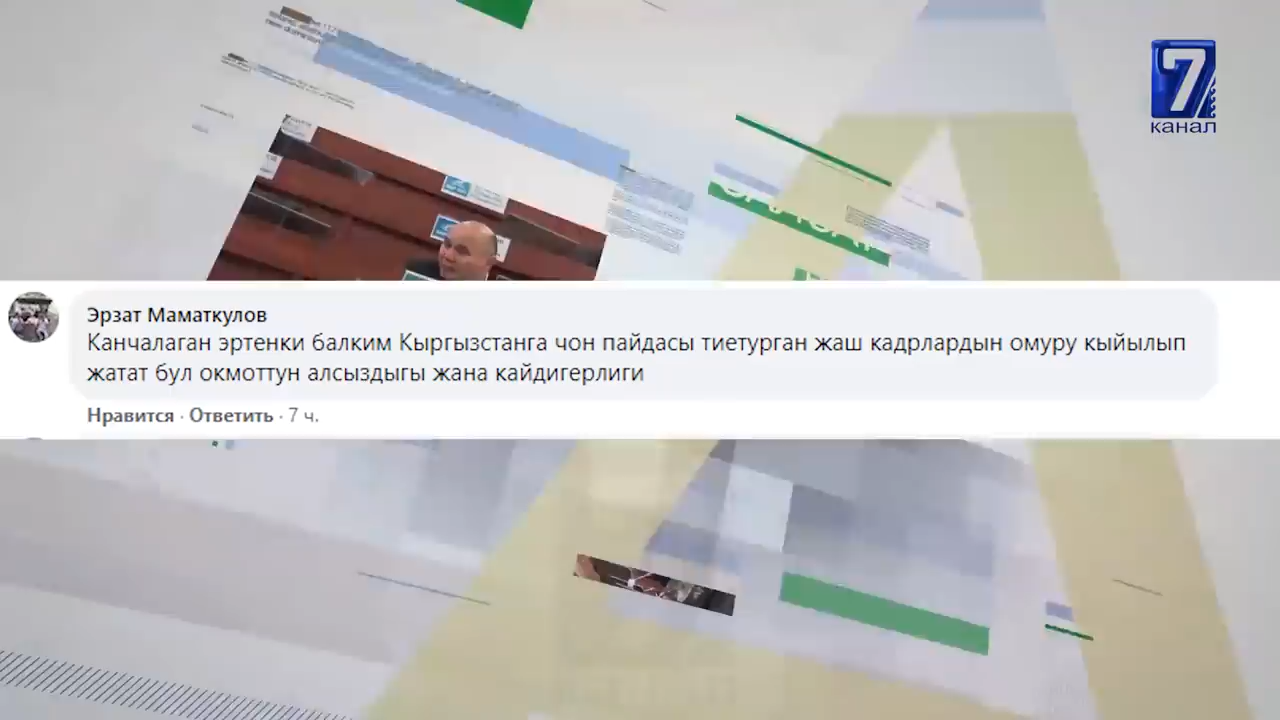 7
канал
Эрзат Маматкулов
Канчалаган эртенки балким Кыргызстанга чон пайдасы тиетурган жаш кадрлардын омуру кыйылып
жатат бул окмоттун алсыздыгы жана кайдигерлиги
Нравится · Ответить · 7 ч.